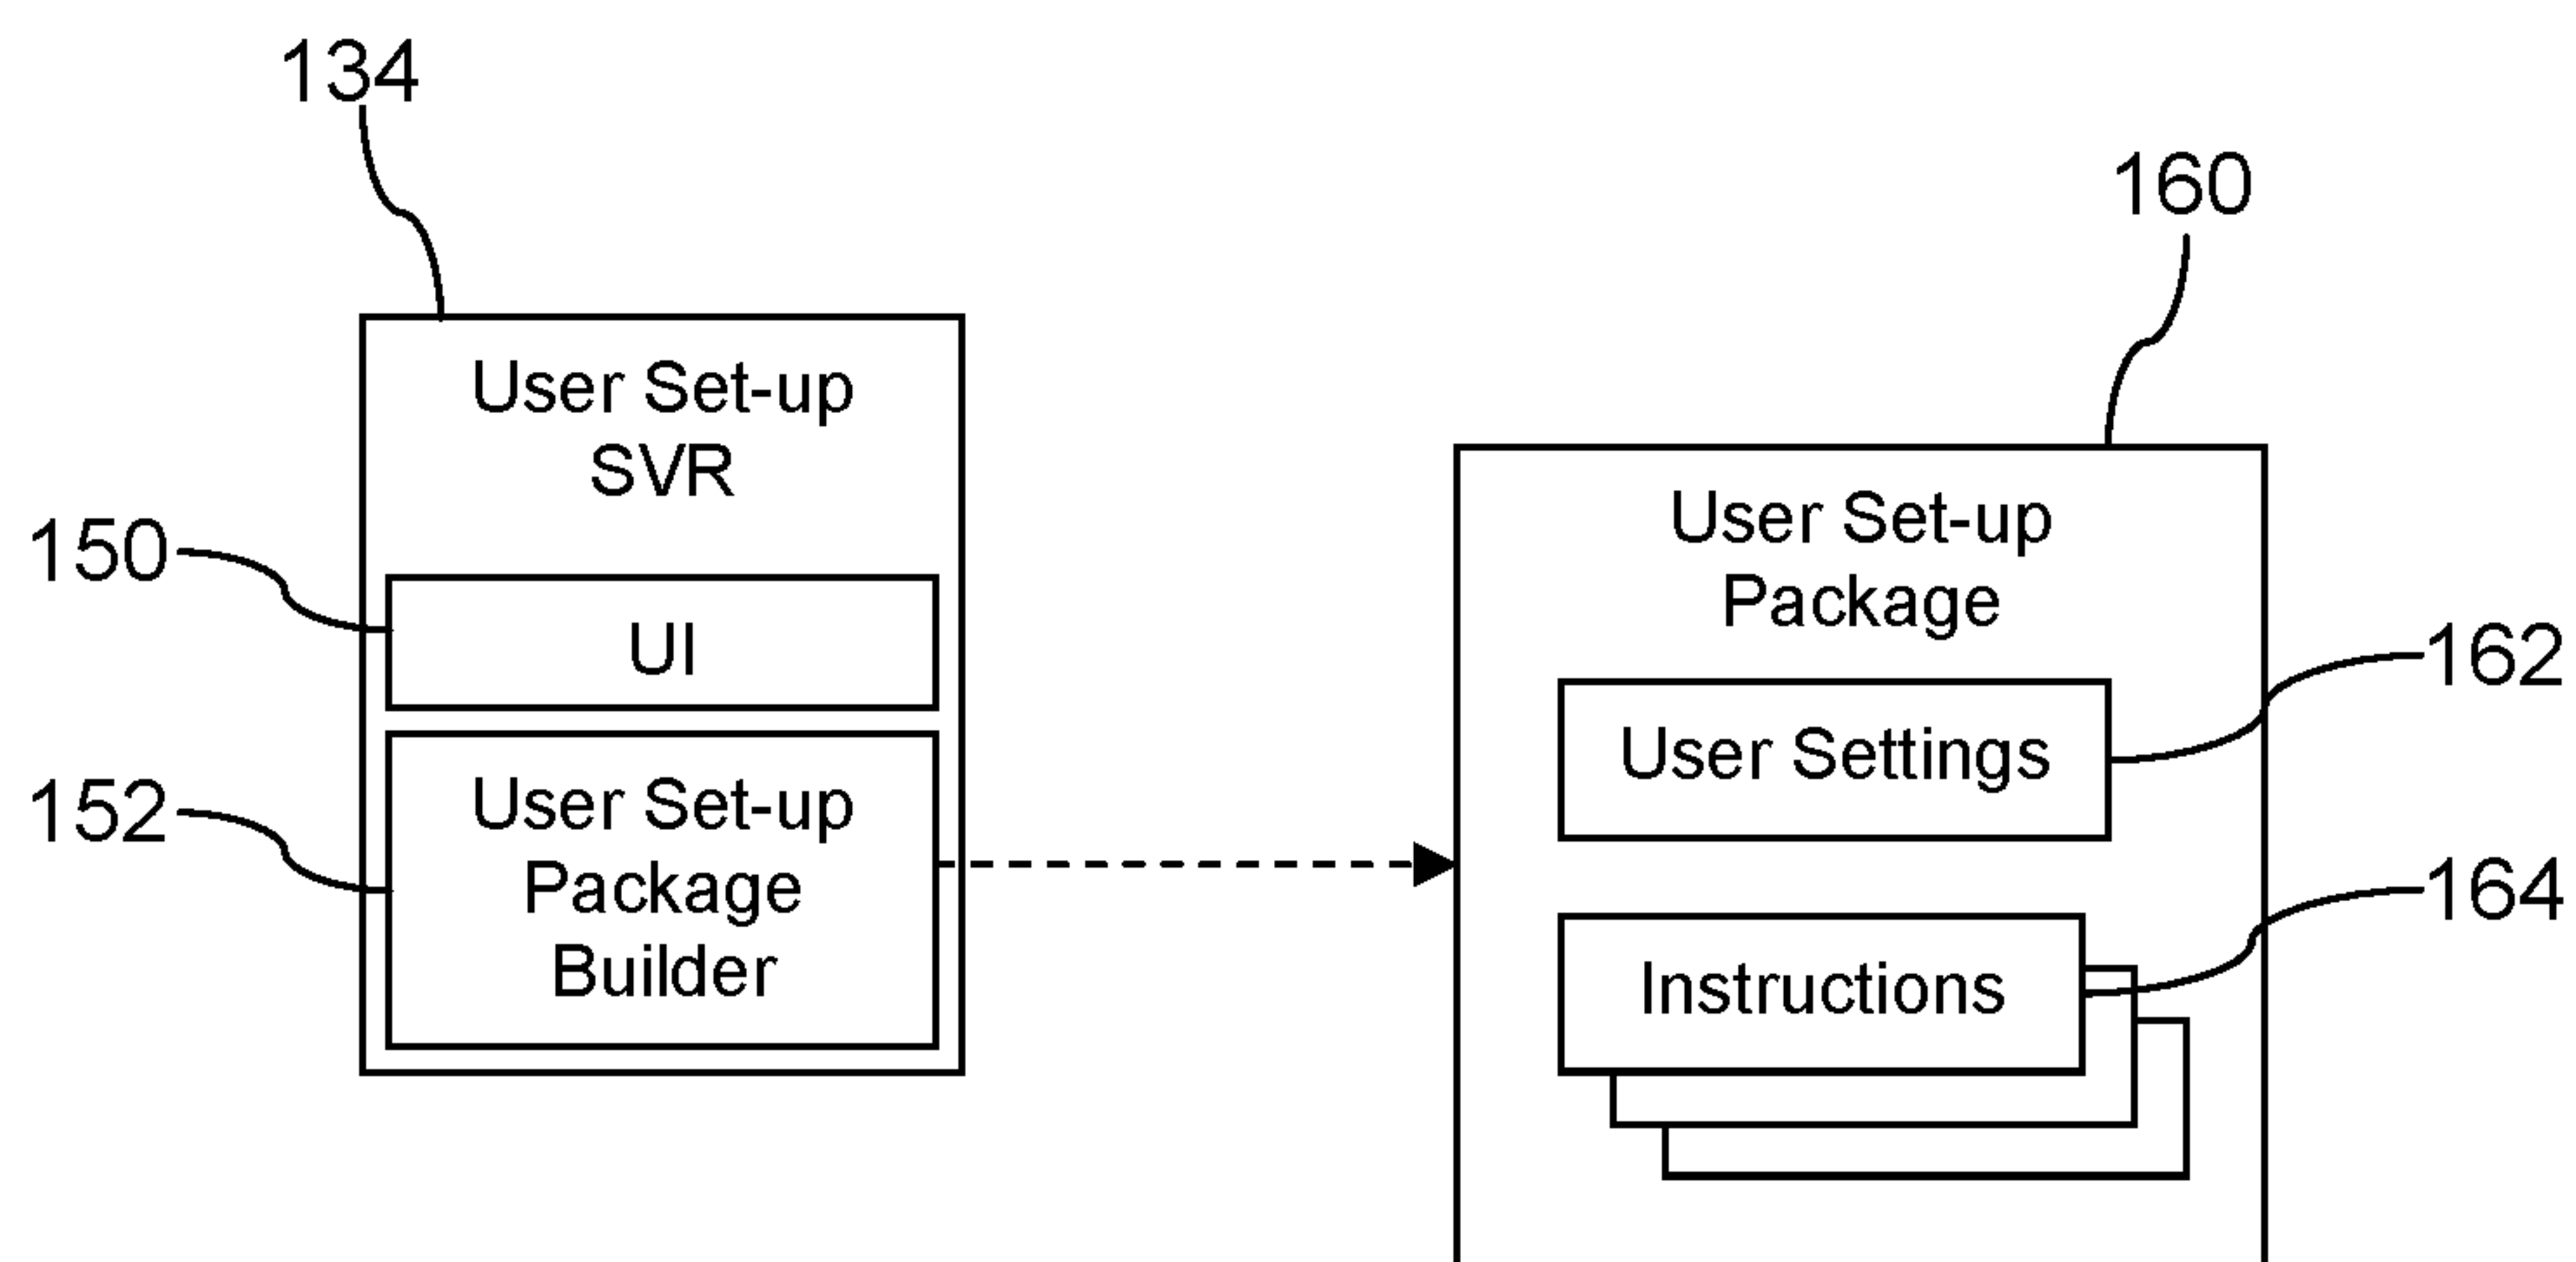 134
160
User Set-up
SVR
150
UI
152
User Set-up
Package
Builder
User Set-up
Package
162
User Settings
164
Instructions